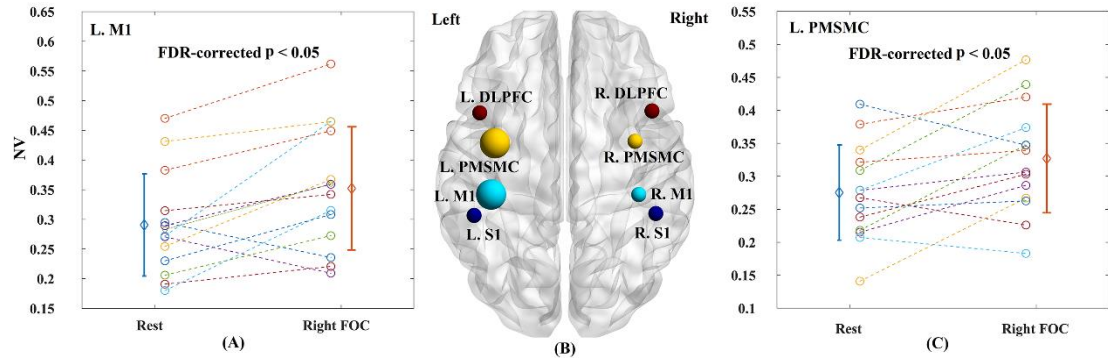 L. M1
FDR-corrected p < 0.05
NV
0.65
0.6
0.55
0.5
0.45
0.4
0.35
0.3
0.25
0.2
0.15
Rest
Right FOC
(A)
Left
Right
L. DLPFC
R. DLPFC
L. PMSMC
R. PMSMC
L. M1
R. M1
L. S1
R. S1
(B)
L. PMSMC
FDR-corrected p < 0.05
0.55
0.5
0.45
0.4
0.35
0.3
0.25
0.2
0.15
0.1
Rest
Right FOC
(C)